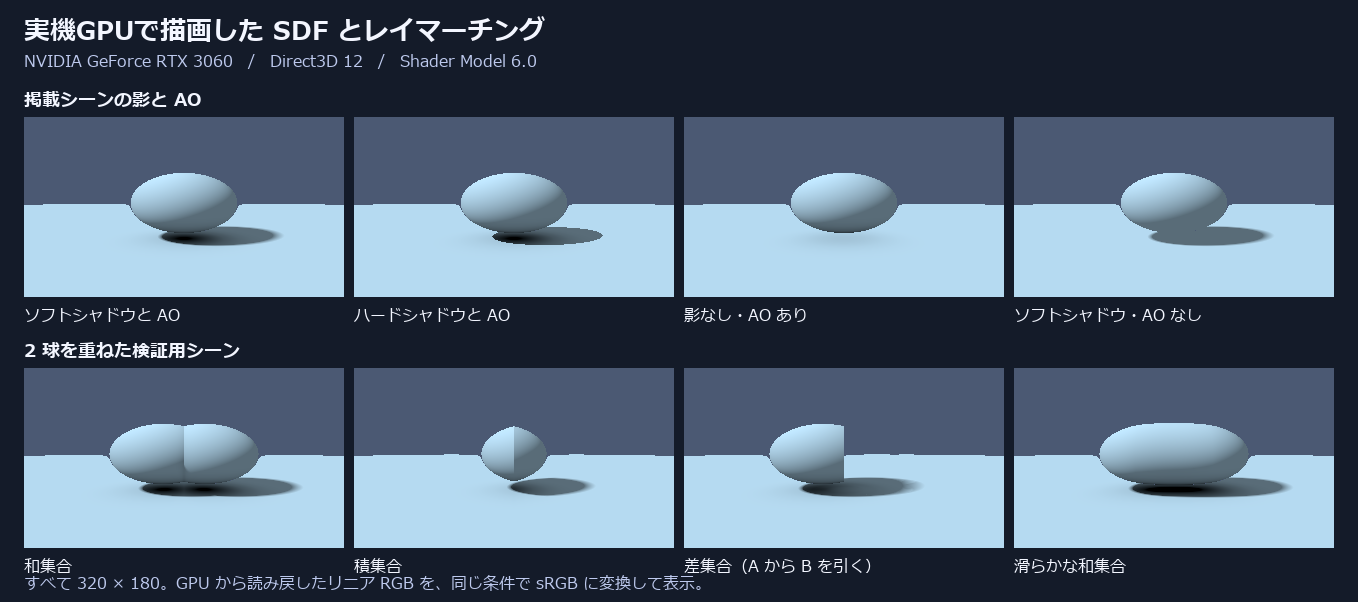 実機GPUで描画した SDF とレイマーチング
NVIDIA GeForce RTX 3060 / Direct3D 12 / Shader Model 6.0
掲載シーンの影と AO
ソフトシャドウと AO
ハードシャドウと AO
影なし・AO あり
ソフトシャドウ・AO なし
2 球を重ねた検証用シーン
和集合
積集合
差集合（A から B を引く）
滑らかな和集合
すべて 320 × 180。GPU から読み戻したリニア RGB を、同じ条件で sRGB に変換して表示。